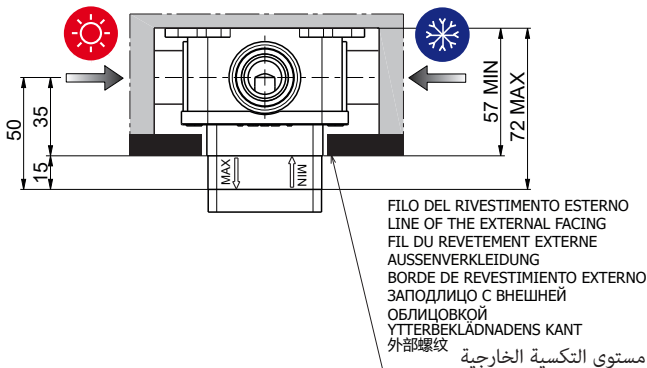 57 MIN
72 MAX
50
35
15
MAX
MIN
FILO DEL RIVESTIMENTO ESTERNO
LINE OF THE EXTERNAL FACING
FIL DU REVETEMENT EXTERNE
AUSSENVERKLEIDUNG
BORDE DE REVESTIMIENTO EXTERNO
ЗАПОДЛИЦО С ВНЕШНЕЙ
ОБЛИЦОВКОЙ
YTTERBEKLÄDNADENS KANT
外部螺纹
مستوى التكسية الخارجية